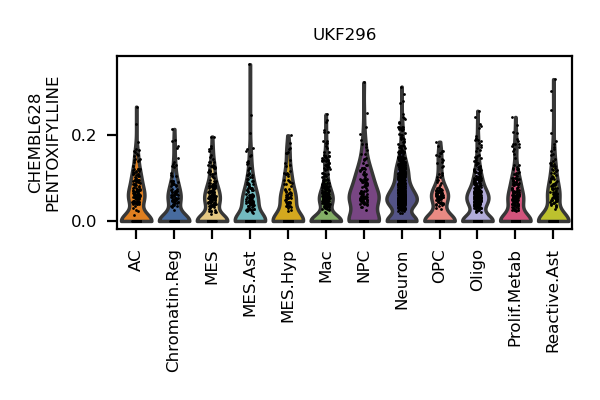 UKF296
CHEMBL628
PENTOXIFYLLINE
0.2
0.0
AC
Chromatin.Reg
MES
MES.Ast
MES.Hyp
Mac
NPC
Neuron
OPC
Oligo
Prolif.Metab
Reactive.Ast